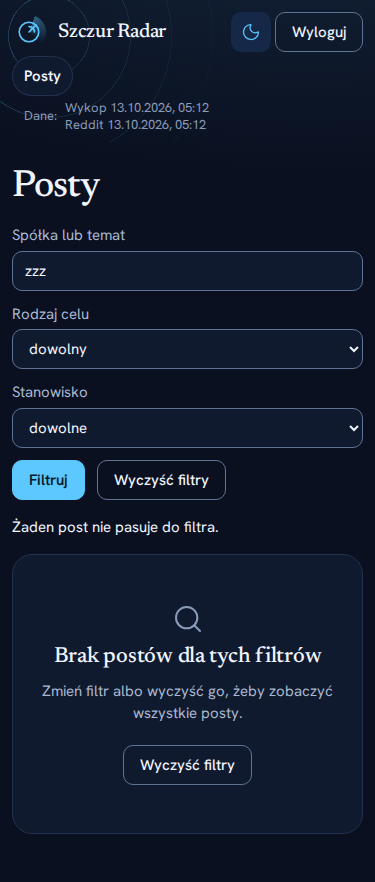 Szczur Radar
Wyloguj
Posty
Dane:
Wykop 13.10.2026, 05:12
Reddit 13.10.2026, 05:12
Posty
Spółka lub temat
zzz
Rodzaj celu
dowolny
Stanowisko
dowolne
Filtruj
Wyczyść filtry
Żaden post nie pasuje do filtra.
Brak postów dla tych filtrów
Zmień filtr albo wyczyść go, żeby zobaczyć
wszystkie posty.
Wyczyść filtry